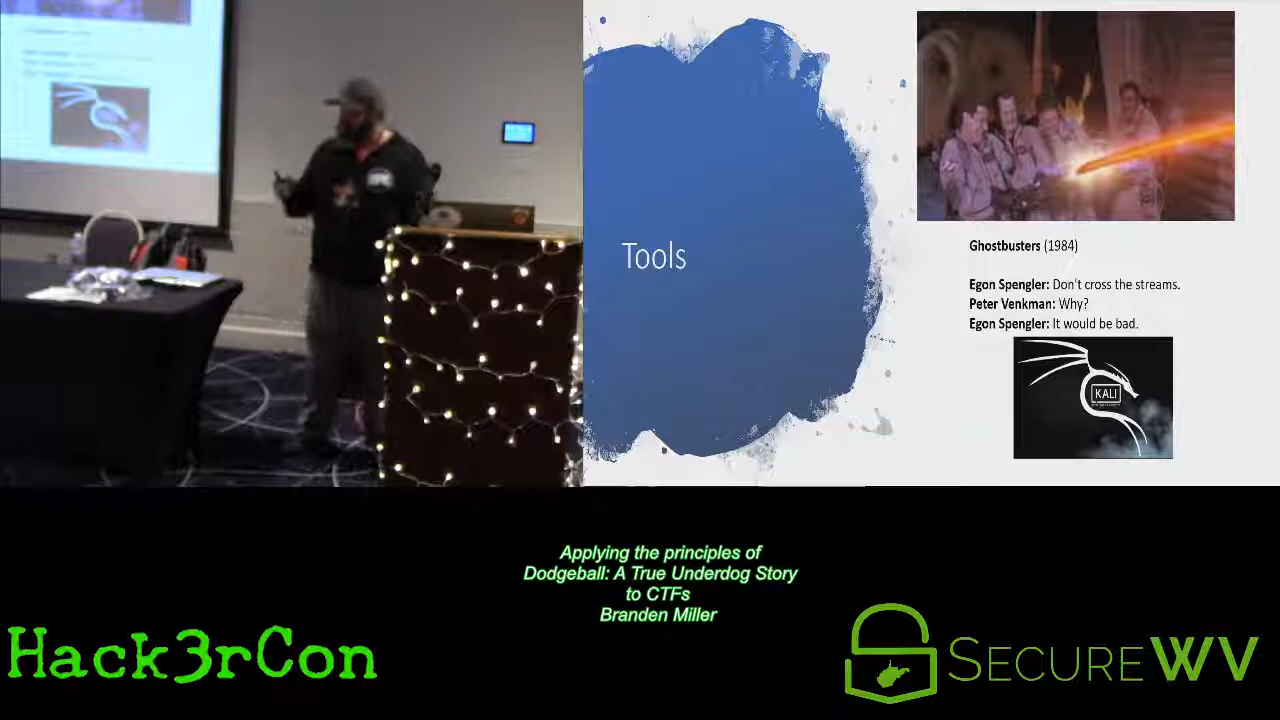 Tools
Ghostbusters (1984)
Egon Spengler: Don't cross the streams.
Peter Venkman: Why?
Egon Spengler: It would be bad.
KALI
Applying the principles of
Dodgeball: A True Underdog Story
to CTFs
Branden Miller
Hack3rCon
SECUREWV